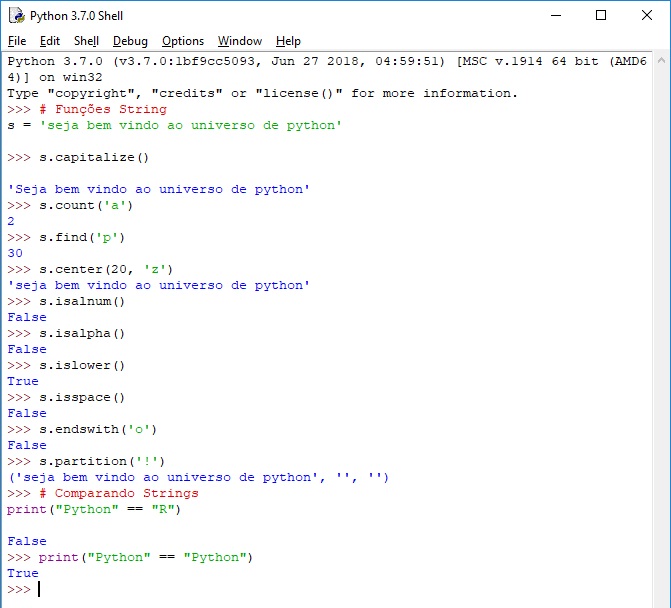 Python 3.7.0 Shell
File Edit Shell Debug Options Window Help
Python 3.7.0 (v3.7.0:1bf9cc5093, Jun 27 2018, 04:59:51) [MSC v.1914 64 bit (AMD6
4)] on win32
Type "copyright", "credits" or "license()" for more information.
>>> # Funções String
s = 'seja bem vindo ao universo de python'
>>> s.capitalize()
'Seja bem vindo ao universo de python'
>>> s.count('a')
2
>>> s.find('p')
30
>>> s.center(20, 'z')
'seja bem vindo ao universo de python'
>>> s.isalnum()
False
>>> s.isalpha()
False
>>> s.islower()
True
>>> s.isspace()
False
>>> s.endswith('o')
False
>>> s.partition('!')
('seja bem vindo ao universo de python', '', '')
>>> # Comparando Strings
print("Python" == "R")
False
>>> print("Python" == "Python")
True
>>>